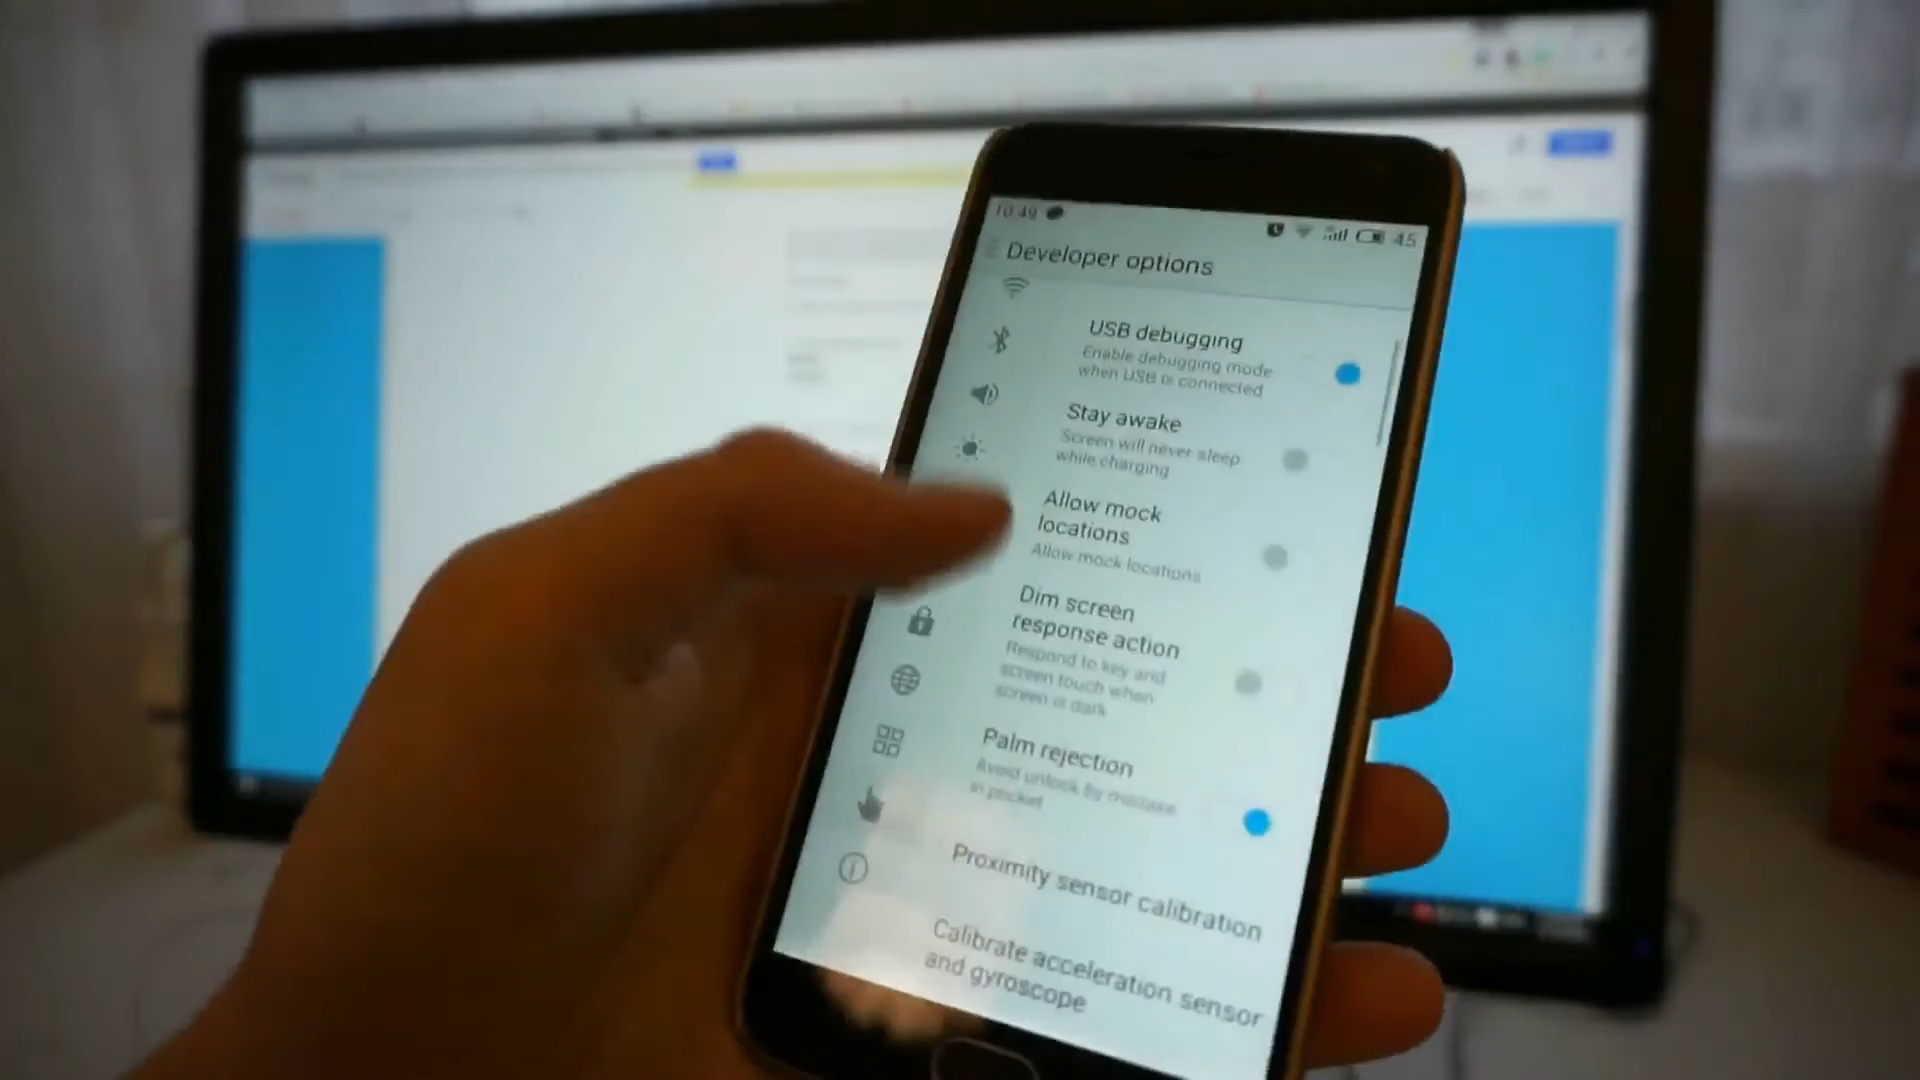 10:49
45
Developer options
USB debugging
Enable debugging mode
when USB is connected
Stay awake
Screen will never sleep
while charging
Allow mock
locations
Allow mock locations
Dim screen
response action
Respond to key and
screen touch when
screen is dark
Palm rejection
Avoid unlock by mistake
in pocket
Proximity sensor calibration
Calibrate acceleration sensor
and gyroscope